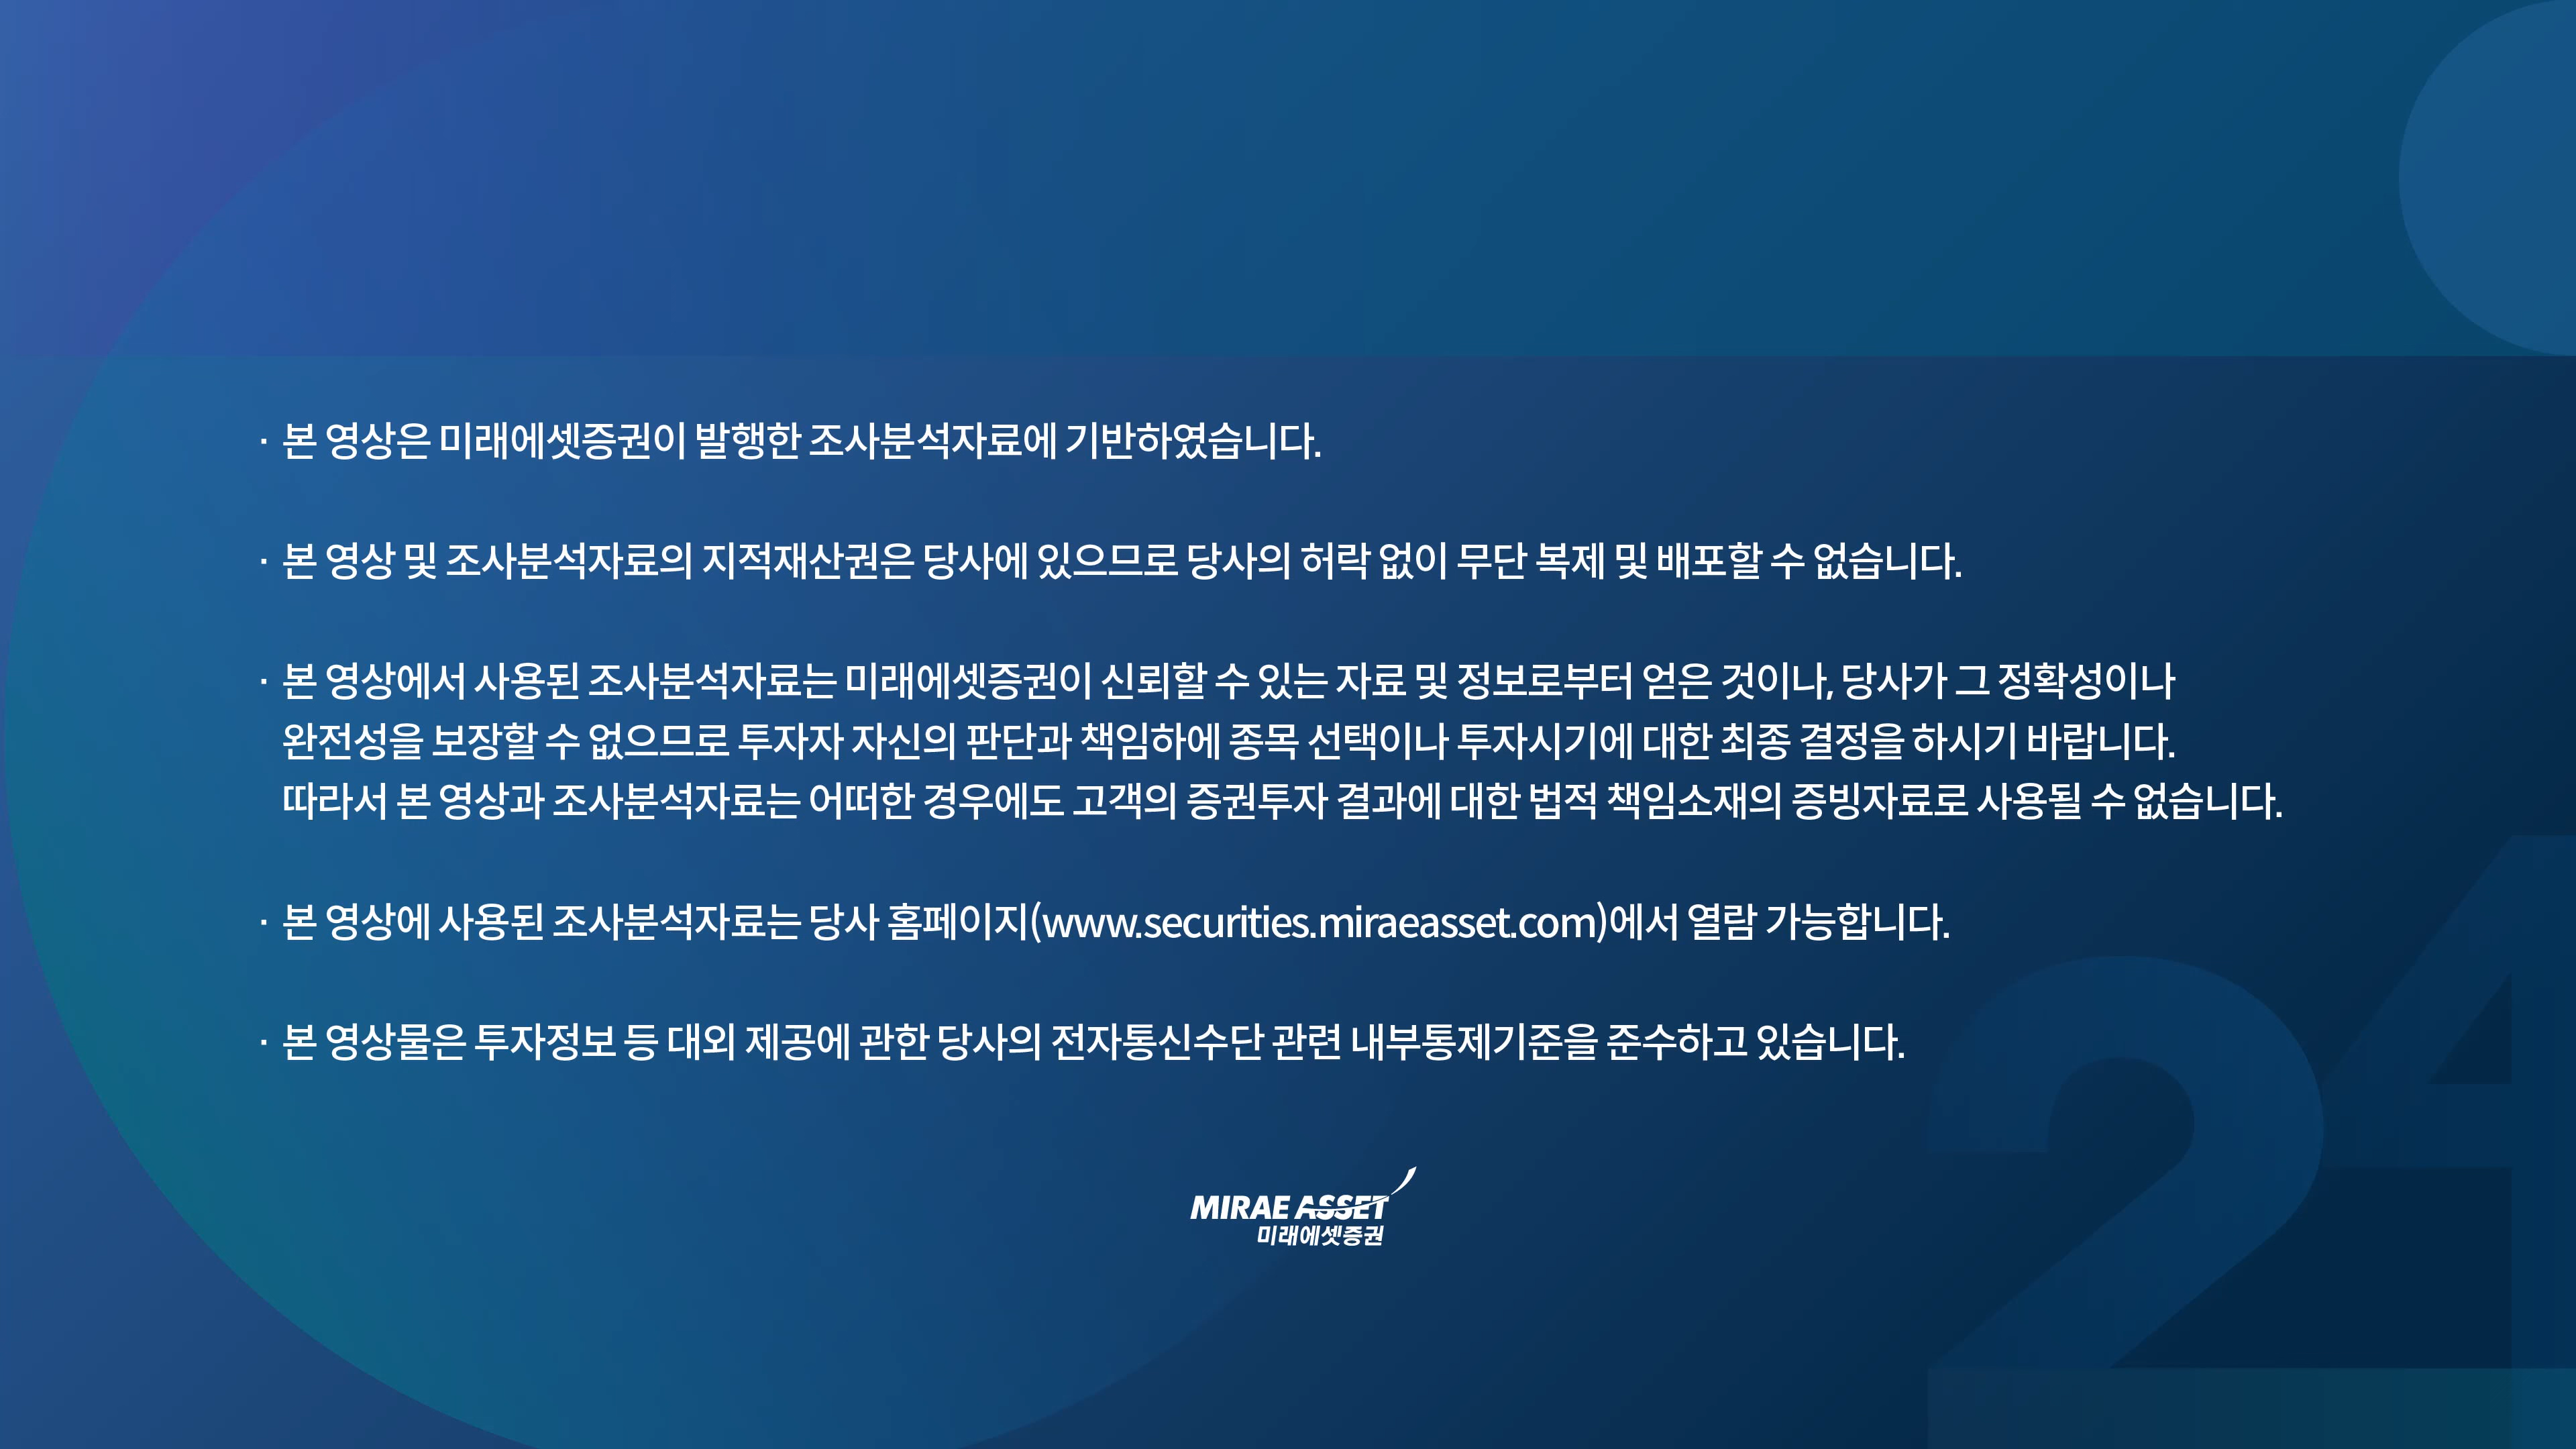 · 본 영상은 미래에셋증권이 발행한 조사분석자료에 기반하였습니다.
· 본 영상 및 조사분석자료의 지적재산권은 당사에 있으므로 당사의 허락 없이 무단 복제 및 배포할 수 없습니다.
· 본 영상에서 사용된 조사분석자료는 미래에셋증권이 신뢰할 수 있는 자료 및 정보로부터 얻은 것이나, 당사가 그 정확성이나
완전성을 보장할 수 없으므로 투자자 자신의 판단과 책임하에 종목 선택이나 투자시기에 대한 최종 결정을 하시기 바랍니다.
따라서 본 영상과 조사분석자료는 어떠한 경우에도 고객의 증권투자 결과에 대한 법적 책임소재의 증빙자료로 사용될 수 없습니다.
· 본 영상에 사용된 조사분석자료는 당사 홈페이지(www.securities.miraeasset.com)에서 열람 가능합니다.
· 본 영상물은 투자정보 등 대외 제공에 관한 당사의 전자통신수단 관련 내부통제기준을 준수하고 있습니다.
24
MIRAE ASSET
미래에셋증권